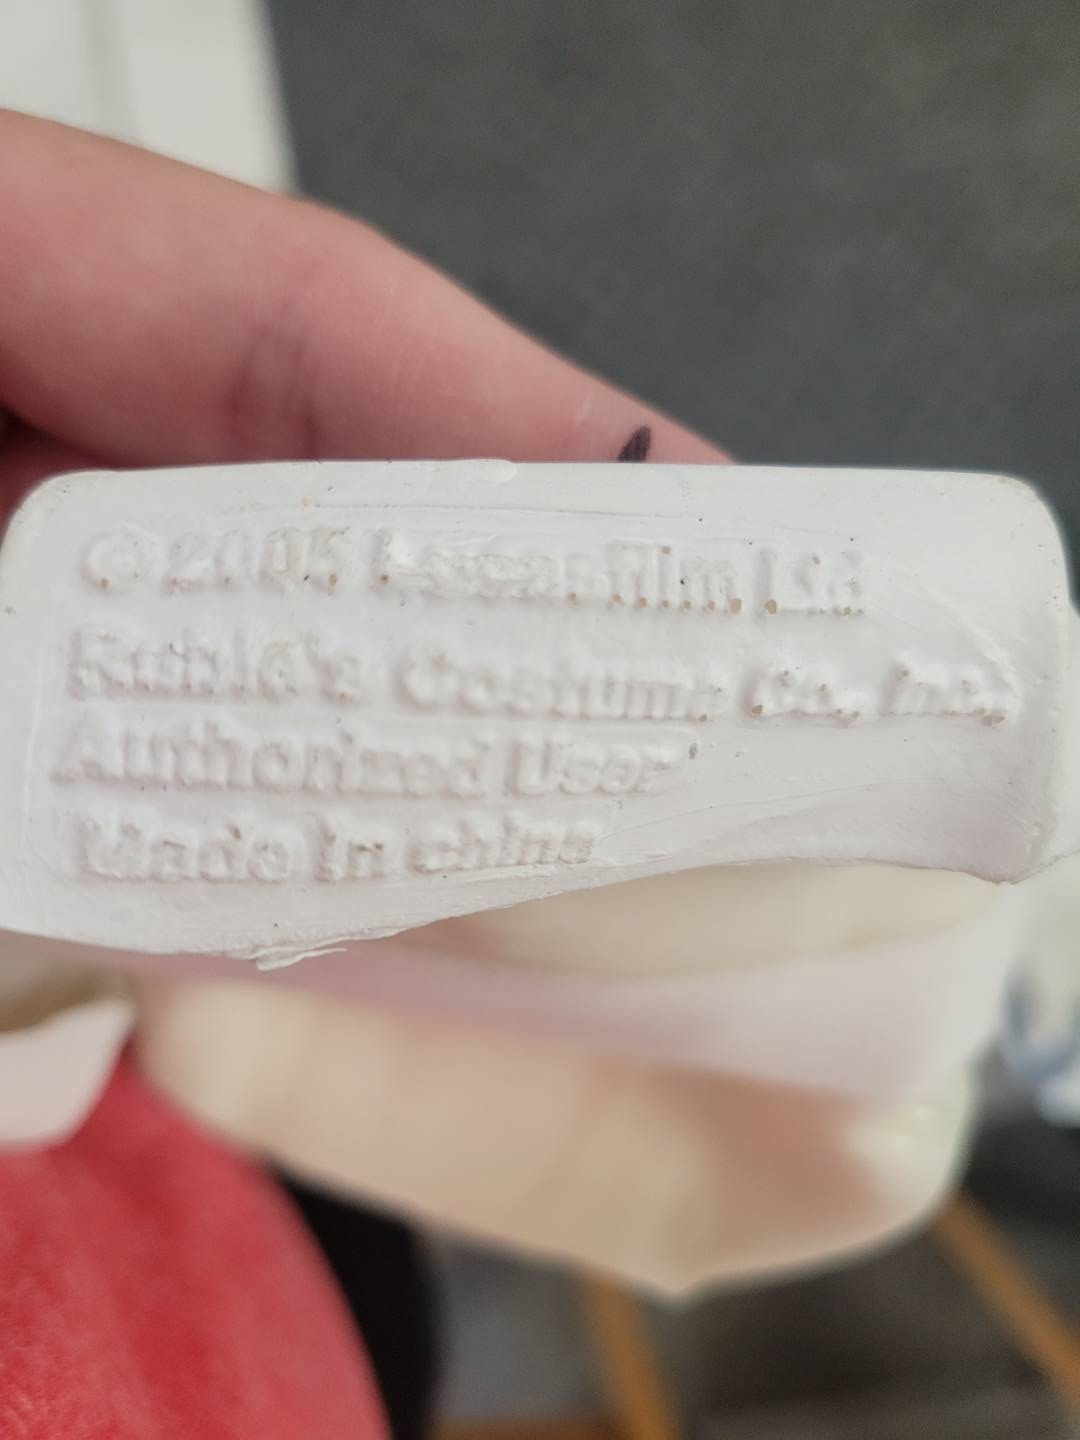 © 2005 Lucasfilm Ltd
Rubie's Costume Co., Inc.,
Authorized User
Made in china